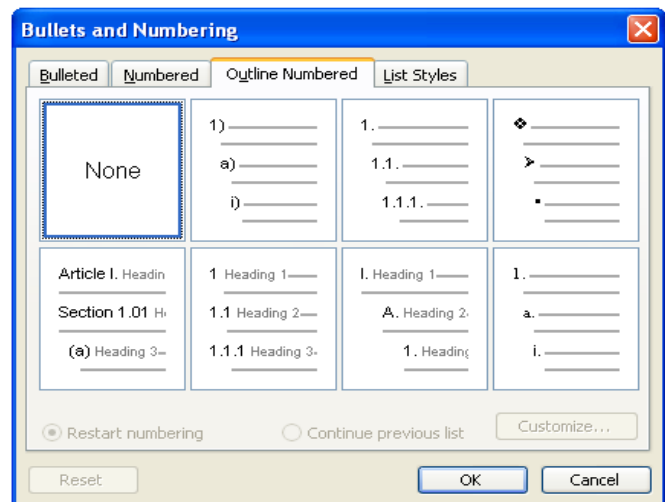 Bullets and Numbering
Bulleted Numbered Outline Numbered List Styles
None
1)
a)
i)
1.
1.1.
1.1.1.
Article I. Headin
Section 1.01 H
(a) Heading 3
1 Heading 1
1.1 Heading 2
1.1.1 Heading 3
I. Heading 1
A. Heading 2
1. Heading
1.
a.
i.
Restart numbering Continue previous list Customize...
Reset OK Cancel